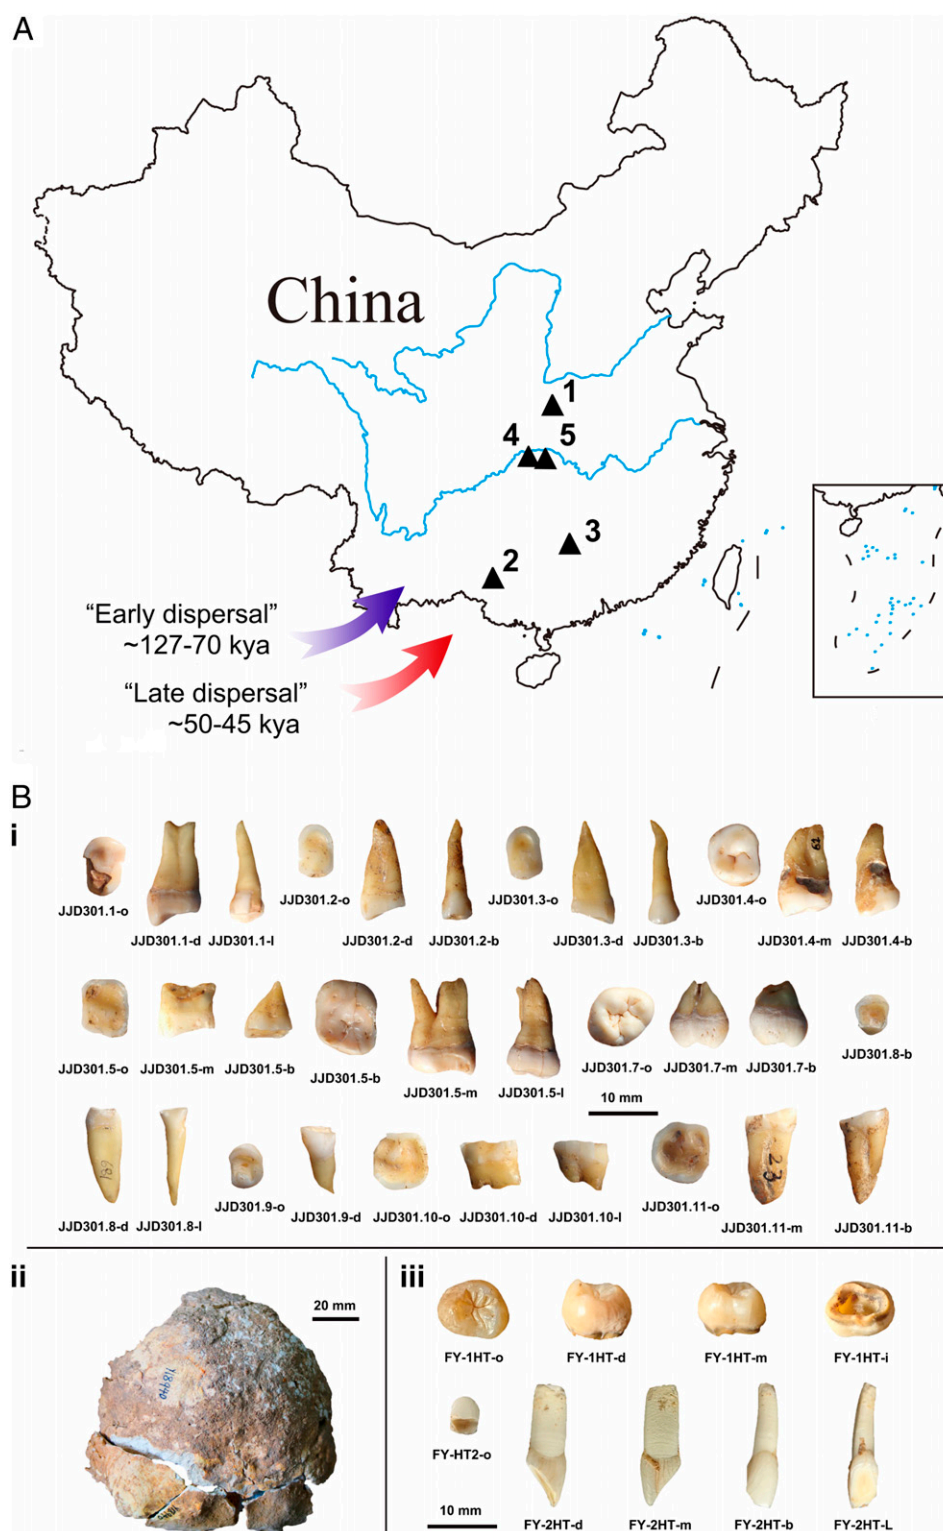 A
China
1
4 5
3
2
“Early dispersal”
~127-70 kya
“Late dispersal”
~50-45 kya
B
i
JJD301.1-o
JJD301.1-d
JJD301.1-l
JJD301.2-o
JJD301.2-d
JJD301.2-b
JJD301.3-o
JJD301.3-d
JJD301.3-b
JJD301.4-o
JJD301.4-m
JJD301.4-b
JJD301.5-o
JJD301.5-m
JJD301.5-b
JJD301.5-b
JJD301.5-m
JJD301.5-l
JJD301.7-o
JJD301.7-m
JJD301.7-b
JJD301.8-b
10 mm
JJD301.8-d
JJD301.8-l
JJD301.9-o
JJD301.9-d
JJD301.10-o
JJD301.10-d
JJD301.10-l
JJD301.11-o
23
JJD301.11-m
JJD301.11-b
ii
20 mm
iii
FY-1HT-o
FY-1HT-d
FY-1HT-m
FY-1HT-i
FY-HT2-o
10 mm
FY-2HT-d
FY-2HT-m
FY-2HT-b
FY-2HT-L